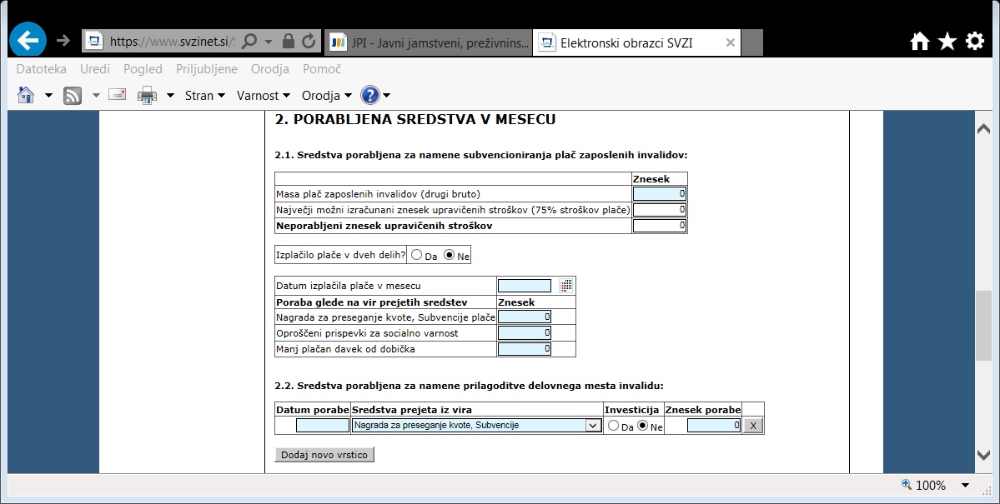 https://www.svzinet.si/
JPI - Javni jamstveni, preživnins...
Elektronski obrazci SVZI
Datoteka Uredi Pogled Priljubljene Orodja Pomoč
Stran Varnost Orodja
2. PORABLJENA SREDSTVA V MESECU
2.1. Sredstva porabljena za namene subvencioniranja plač zaposlenih invalidov:
Znesek
Masa plač zaposlenih invalidov (drugi bruto) 0
Največji možni izračunani znesek upravičenih stroškov (75% stroškov plače) 0
Neporabljeni znesek upravičenih stroškov 0
Izplačilo plače v dveh delih? Da Ne
Datum izplačila plače v mesecu
Poraba glede na vir prejetih sredstev Znesek
Nagrada za preseganje kvote, Subvencije plače 0
Oproščeni prispevki za socialno varnost 0
Manj plačan davek od dobička 0
2.2. Sredstva porabljena za namene prilagoditve delovnega mesta invalidu:
Datum porabe Sredstva prejeta iz vira Investicija Znesek porabe
Nagrada za preseganje kvote, Subvencije Da Ne 0 X
Dodaj novo vrstico
100%